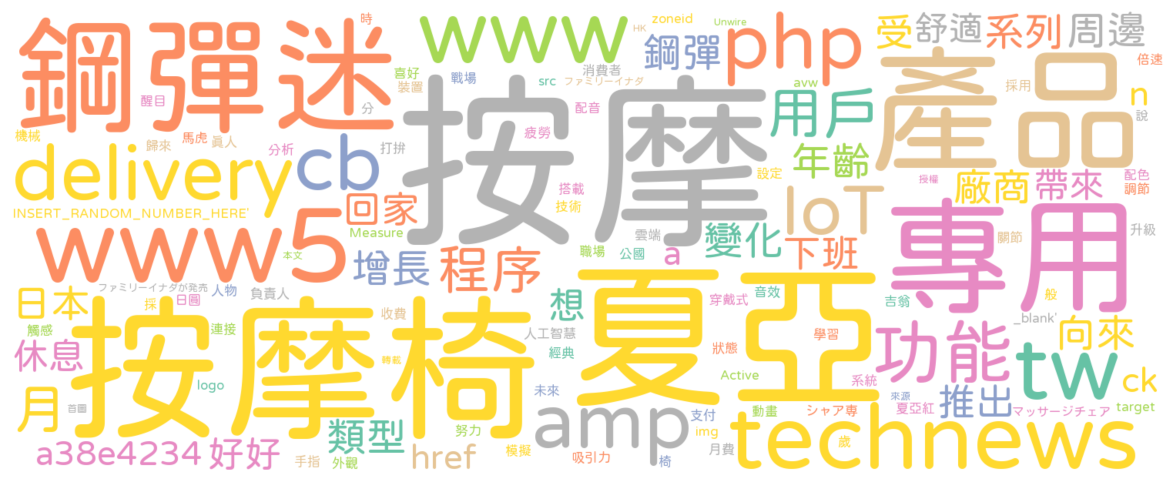 鋼彈迷
時
喜好
裝置
分
醒目
馬虎
真人
歸來
機械
分析
打拚
delivery
cb
INSERT_RANDOM_NUMBER_HERE'
www5
回家
Measure
本文
www
戰場
zoneid
Unwire
HK
鋼彈
php
消費者
src
ファミリーイナダ
avw
配音
疲勞
按摩
搭載
技術
設定
用戶
年齡
IoT
受
舒適
系列
周邊
倍速
採用
n
說
產品
授權
廠商
帶來
配色
調節
雲端
職場
公國
a
變化
下班
專用
關節
升級
增長
程序
ファミリーイナダが発売
日圓
採
人物
負責人
日本
觸感
連接
休息
月
百圖
logo
按摩椅
收費
轉載
想
人工智慧
經典
穿戴式
音效
吉翁
般
_blank'
向來
夏亞
學習
狀態
系統
功能
tw
ck
未來
Active
來源
夏亞紅
推出
マッサージチェア
target
支付
動畫
シャア専
amp
img
歲
月費
technews
類型
努力
模擬
吸引力
椅
a38e4234
好好
手指
外觀
href